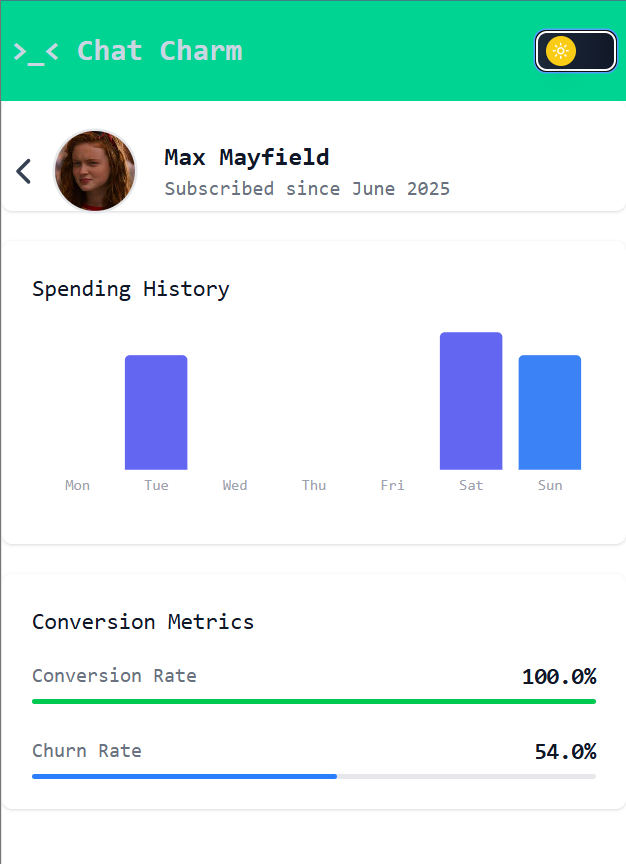 >_< Chat Charm
Max Mayfield
Subscribed since June 2025
Spending History
Mon Tue Wed Thu Fri Sat Sun
Conversion Metrics
Conversion Rate 100.0%
Churn Rate 54.0%